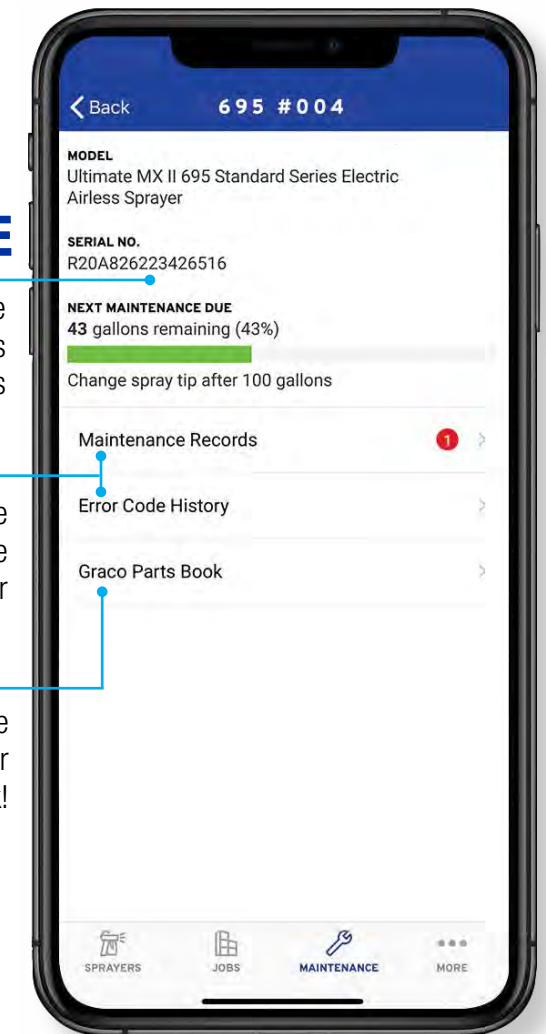 Back 695 #004
MODEL
Ultimate MX II 695 Standard Series Electric
Airless Sprayer
SERIAL NO.
R20A826223426516
NEXT MAINTENANCE DUE
43 gallons remaining (43%)
Change spray tip after 100 gallons
Maintenance Records 1
Error Code History
Graco Parts Book
SPRAYERS JOBS MAINTENANCE MORE